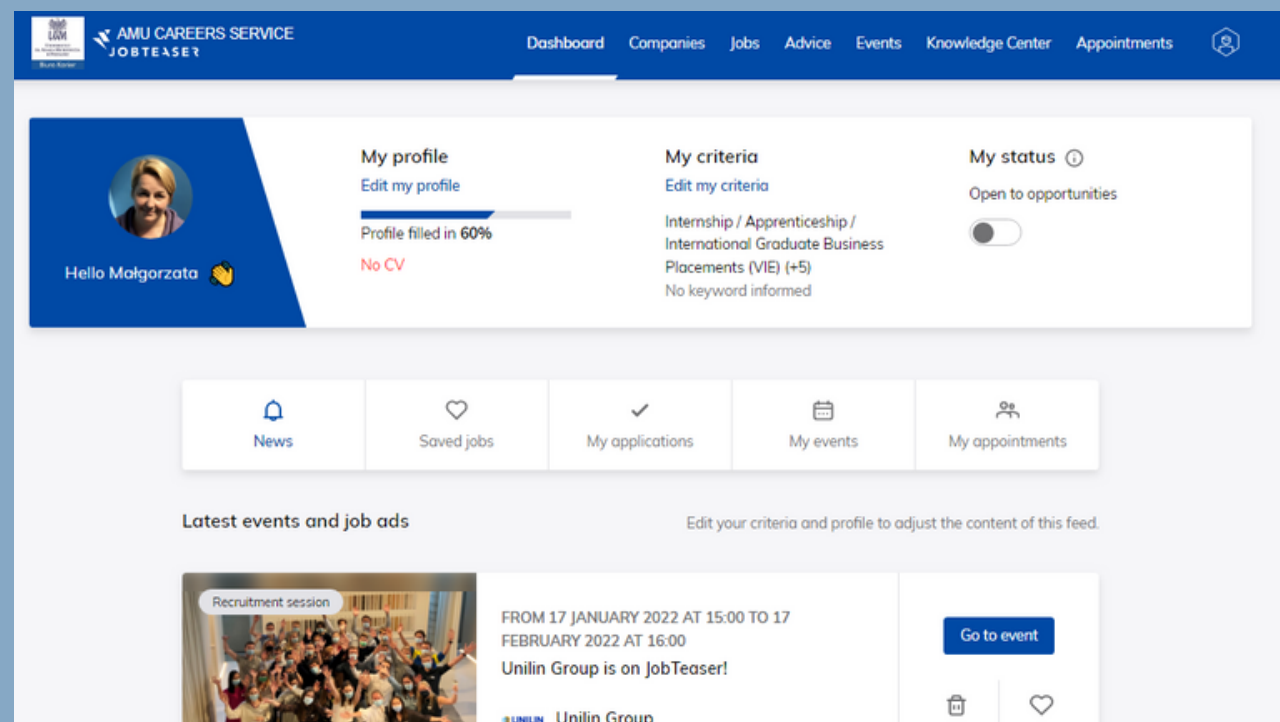 UAM
Biuro Karier
AMU CAREERS SERVICE
JOBTEASER
Dashboard
Companies
Jobs
Advice
Events
Knowledge Center
Appointments
Hello Małgorzata
My profile
Edit my profile
Profile filled in 60%
No CV
My criteria
Edit my criteria
Internship / Apprenticeship /
International Graduate Business
Placements (VIE) (+5)
No keyword informed
My status
Open to opportunities
News
Saved jobs
My applications
My events
My appointments
Latest events and job ads
Edit your criteria and profile to adjust the content of this feed.
Recruitment session
FROM 17 JANUARY 2022 AT 15:00 TO 17
FEBRUARY 2022 AT 16:00
Unilin Group is on JobTeaser!
UNILIN
Unilin Group
Go to event